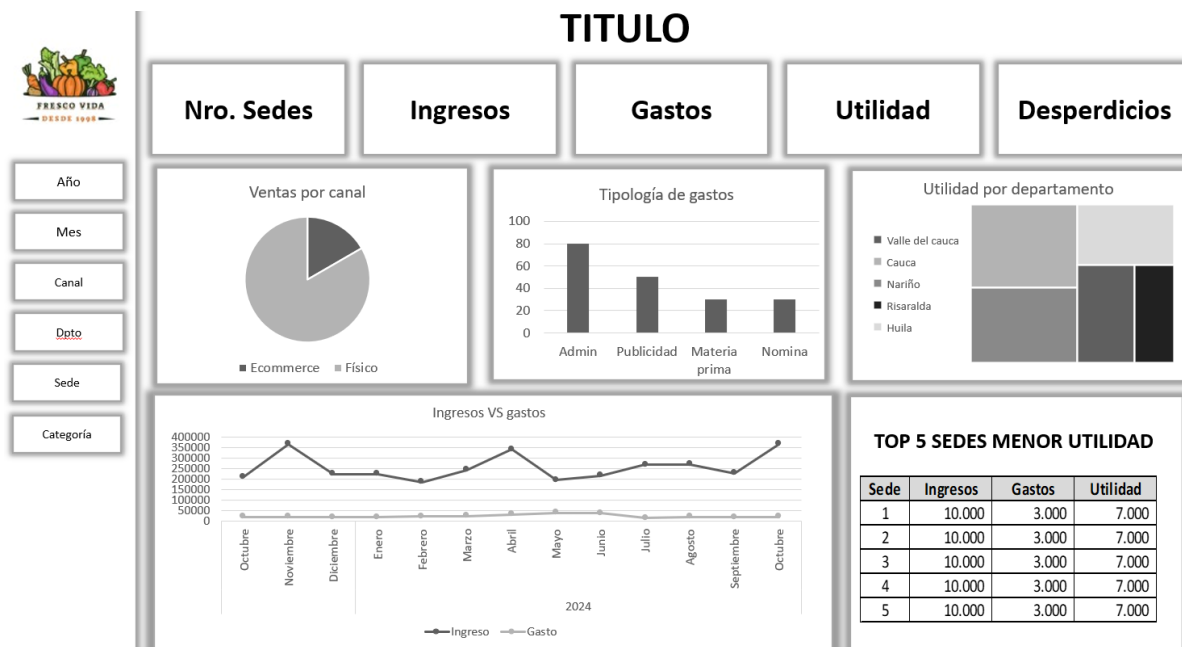 TITULO
FRESCO VIDA
DESDE 1998
Año
Mes
Canal
Dpto
Sede
Categoría
Nro. Sedes
Ingresos
Gastos
Utilidad
Desperdicios
Ventas por canal
Ecommerce
Físico
Tipología de gastos
100
80
60
40
20
0
Admin
Publicidad
Materia
prima
Nomina
Utilidad por departamento
Valle del cauca
Cauca
Nariño
Risaralda
Huila
Ingresos VS gastos
400000
350000
300000
250000
200000
150000
100000
50000
0
Octubre
Noviembre
Diciembre
Enero
Febrero
Marzo
Abril
Mayo
Junio
Julio
Agosto
Septiembre
Octubre
2024
Ingreso
Gasto
TOP 5 SEDES MENOR UTILIDAD
Sede Ingresos Gastos Utilidad
1 10.000 3.000 7.000
2 10.000 3.000 7.000
3 10.000 3.000 7.000
4 10.000 3.000 7.000
5 10.000 3.000 7.000